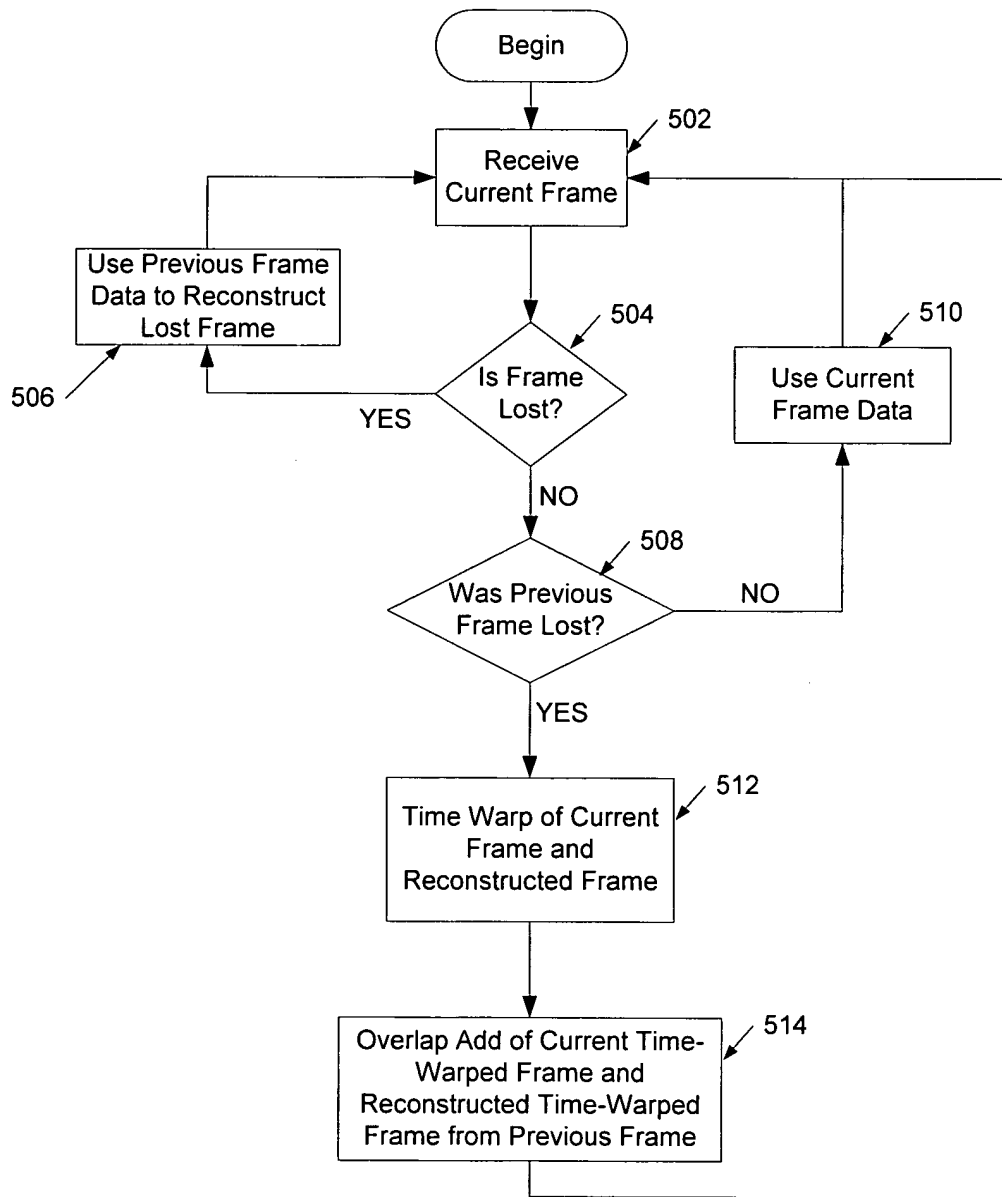 Begin
502
Receive
Current Frame
Use Previous Frame
Data to Reconstruct
Lost Frame
506
504
Is Frame
Lost?
YES
NO
510
Use Current
Frame Data
508
Was Previous
Frame Lost?
NO
YES
512
Time Warp of Current
Frame and
Reconstructed Frame
514
Overlap Add of Current Time-
Warped Frame and
Reconstructed Time-Warped
Frame from Previous Frame